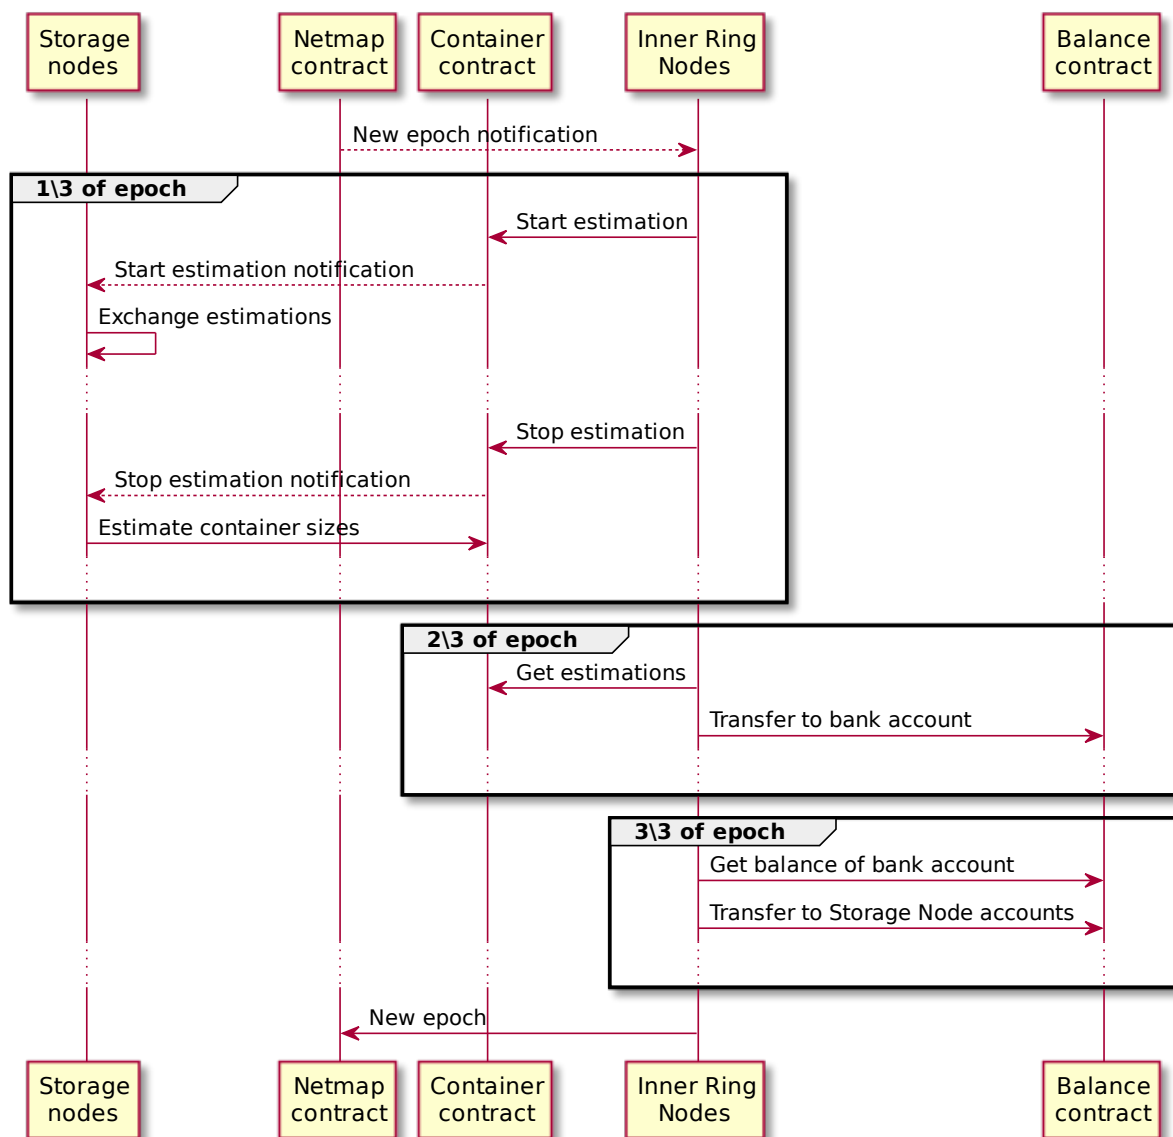 Storage
nodes
Netmap
contract
Container
contract
Inner Ring
Nodes
Balance
contract
New epoch notification
1\3 of epoch
Start estimation
Start estimation notification
Exchange estimations
Stop estimation
Stop estimation notification
Estimate container sizes
2\3 of epoch
Get estimations
Transfer to bank account
3\3 of epoch
Get balance of bank account
Transfer to Storage Node accounts
New epoch
Storage
nodes
Netmap
contract
Container
contract
Inner Ring
Nodes
Balance
contract